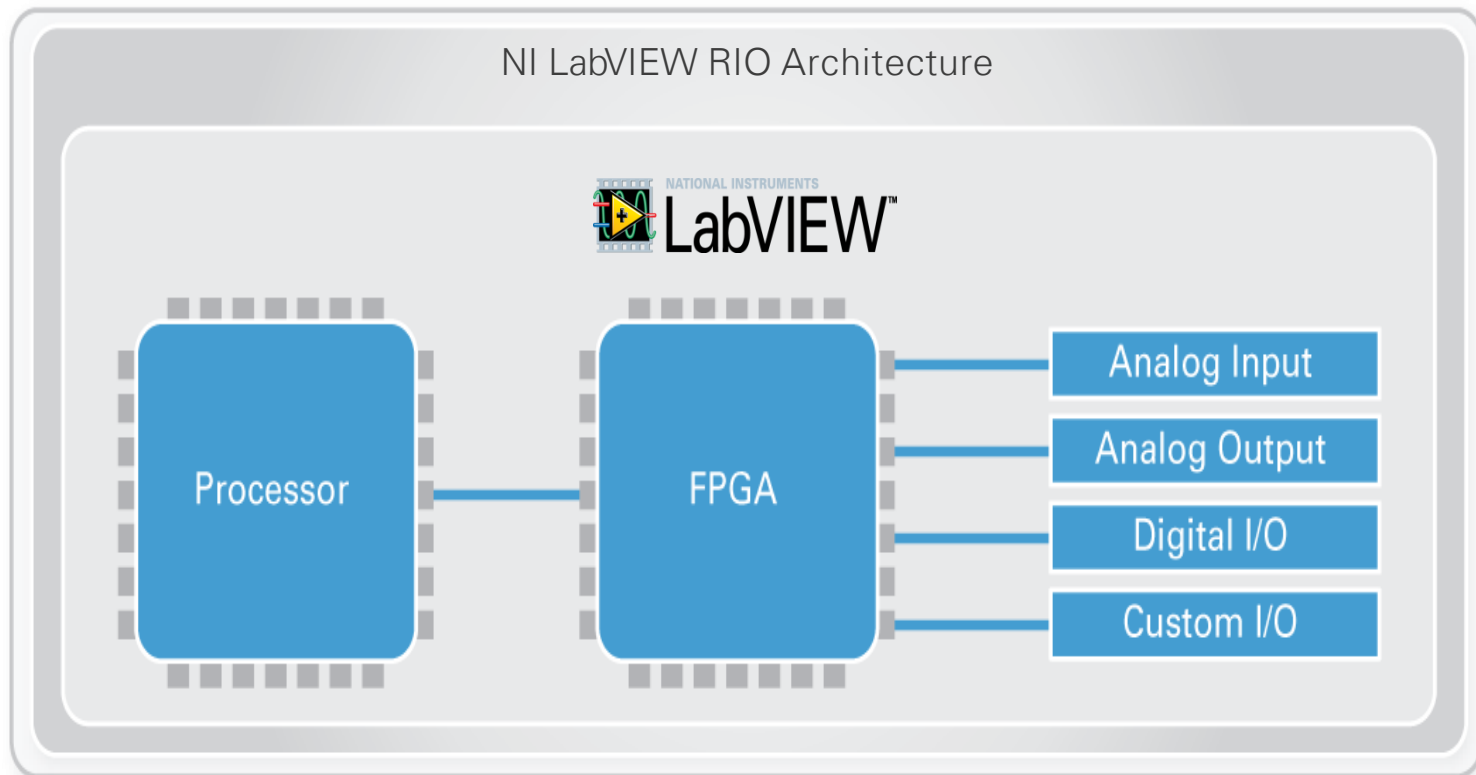 NI LabVIEW RIO Architecture
NATIONAL INSTRUMENTS
LabVIEW™
Processor
FPGA
Analog Input
Analog Output
Digital I/O
Custom I/O